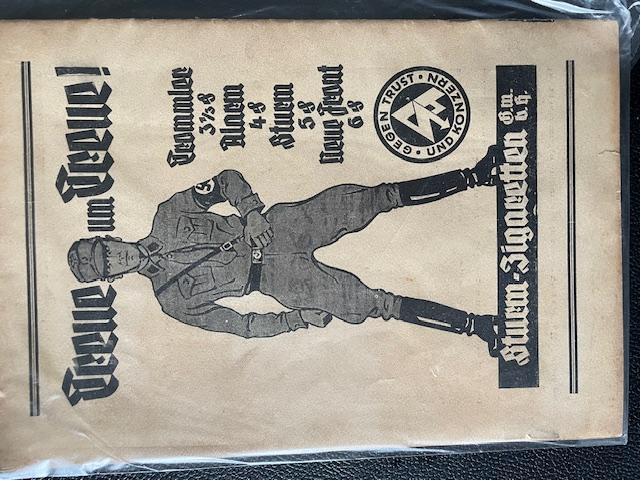 Treue um Treue!
Trommler
3⅓ ₰
Alarm
4 ₰
Sturm
5 ₰
Neue Front
6 ₰
GEGEN TRUST · UND KONZERN ·
SA
Sturm-Zigaretten G.m.
b.H.